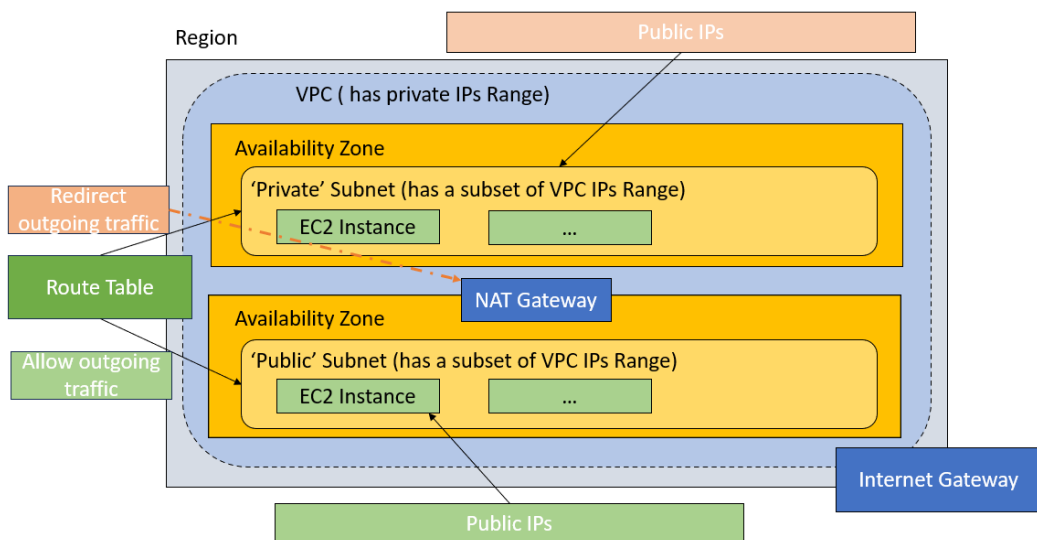 Public IPs
Region
VPC ( has private IPs Range)
Availability Zone
‘Private’ Subnet (has a subset of VPC IPs Range)
Redirect
outgoing traffic
EC2 Instance
...
Route Table
NAT Gateway
Availability Zone
‘Public’ Subnet (has a subset of VPC IPs Range)
Allow outgoing
traffic
EC2 Instance
...
Internet Gateway
Public IPs